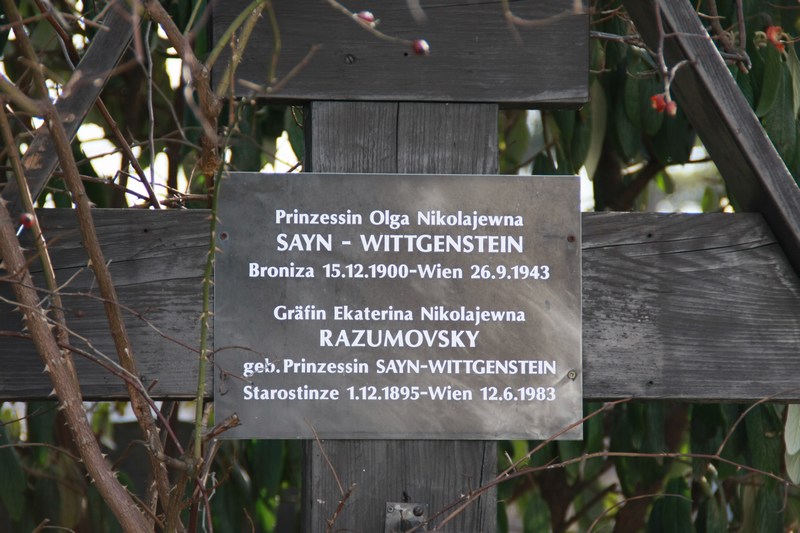 Prinzessin Olga Nikolajewna
SAYN - WITTGENSTEIN
Broniza 15.12.1900-Wien 26.9.1943
Gräfin Ekaterina Nikolajewna
RAZUMOVSKY
geb. Prinzessin SAYN-WITTGENSTEIN
Starostinze 1.12.1895-Wien 12.6.1983